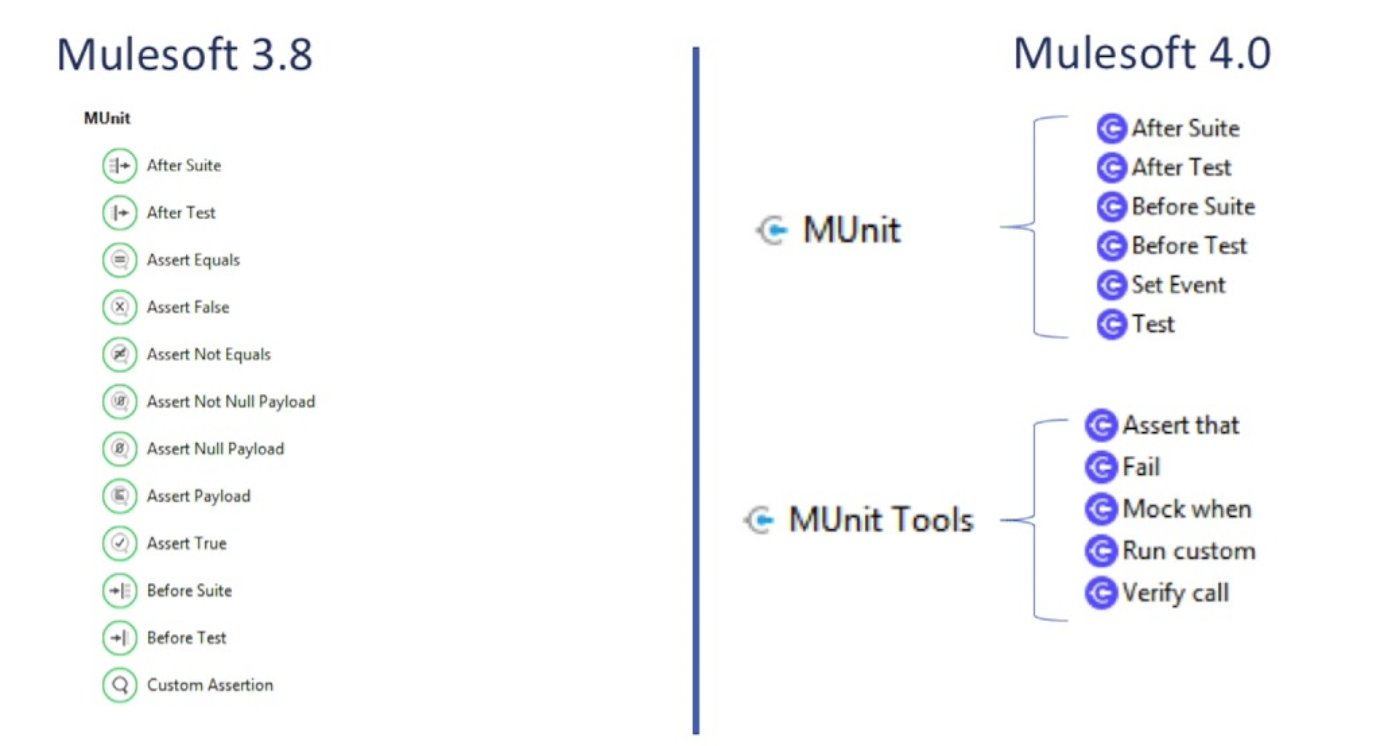 Mulesoft 3.8
MUnit
After Suite
After Test
Assert Equals
Assert False
Assert Not Equals
Assert Not Null Payload
Assert Null Payload
Assert Payload
Assert True
Before Suite
Before Test
Custom Assertion
Mulesoft 4.0
MUnit
After Suite
After Test
Before Suite
Before Test
Set Event
Test
MUnit Tools
Assert that
Fail
Mock when
Run custom
Verify call